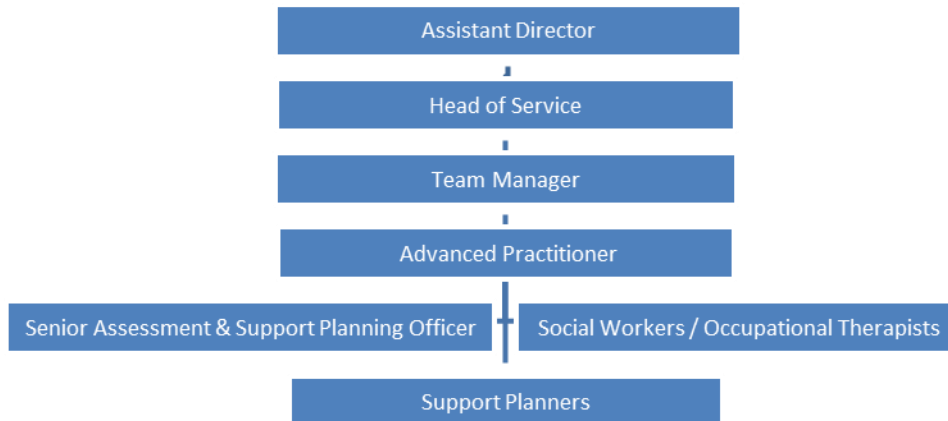 Assistant Director
Head of Service
Team Manager
Advanced Practitioner
Senior Assessment & Support Planning Officer
Social Workers / Occupational Therapists
Support Planners